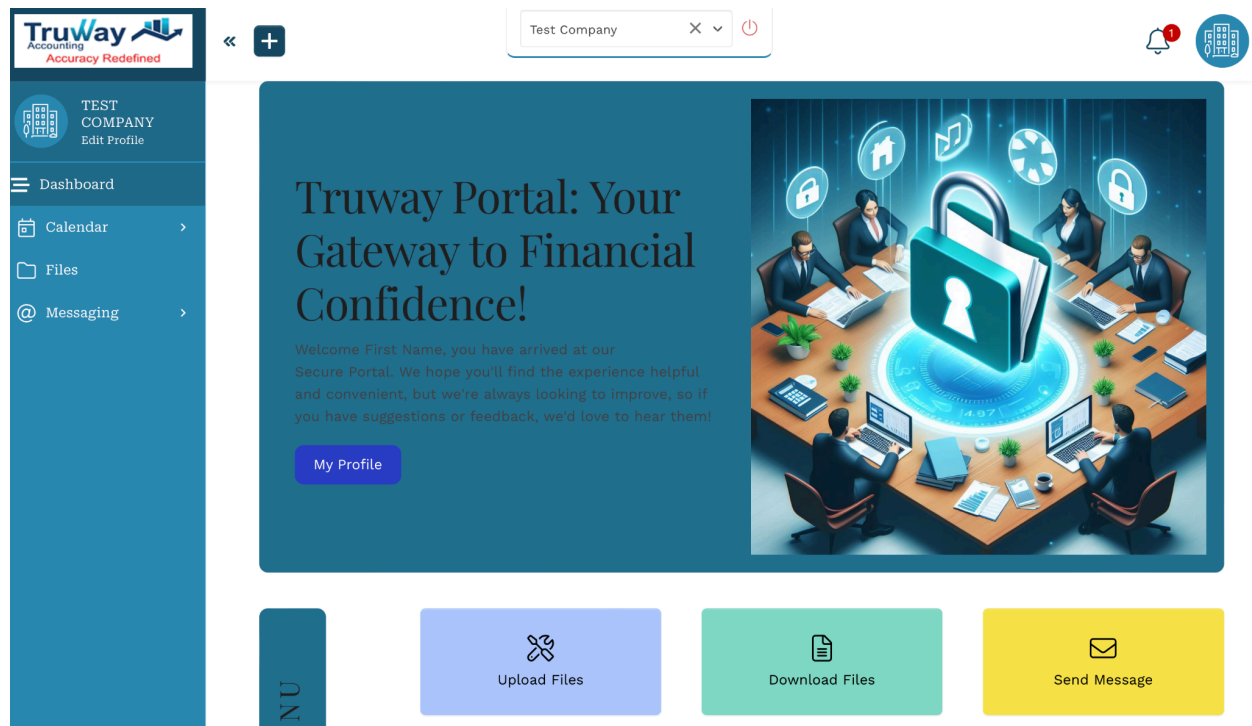 TruWay
Accounting
Accuracy Redefined
Test Company
1
TEST
COMPANY
Edit Profile
Dashboard
Calendar
Files
@ Messaging
Truway Portal: Your
Gateway to Financial
Confidence!
Welcome First Name, you have arrived at our
Secure Portal. We hope you'll find the experience helpful
and convenient, but we're always looking to improve, so if
you have suggestions or feedback, we'd love to hear them!
My Profile
4.97
NU
Upload Files
Download Files
Send Message